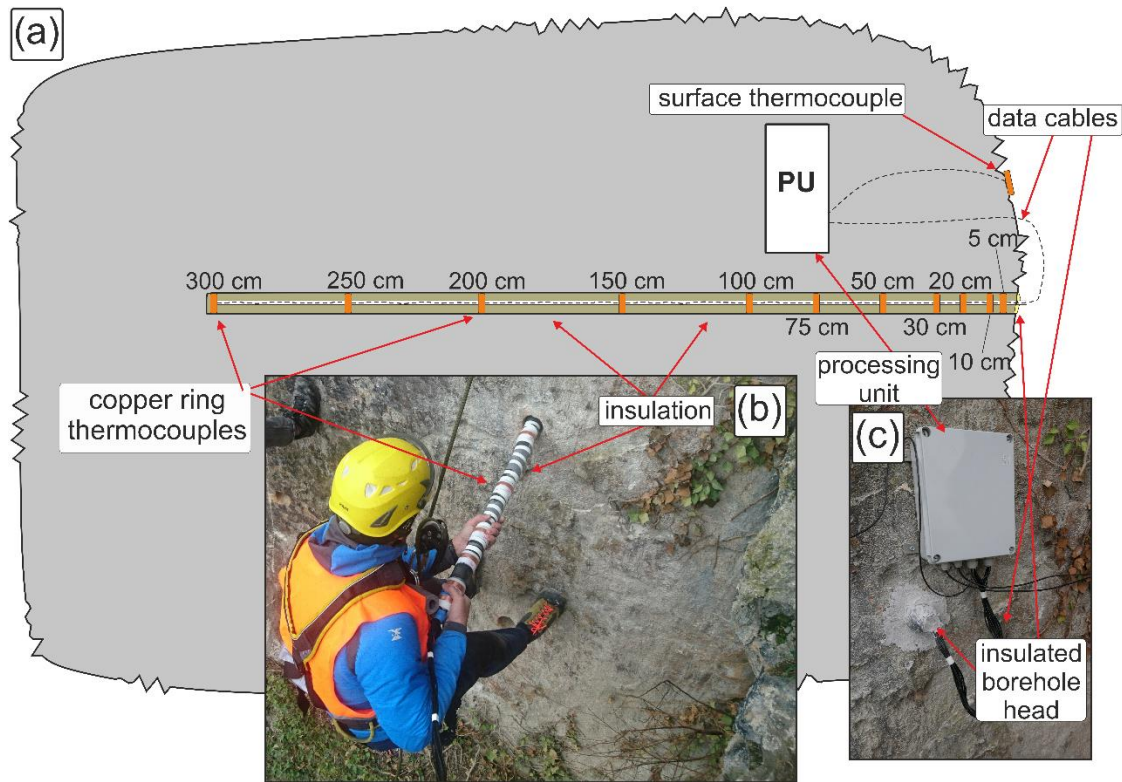 (a)
surface thermocouple
data cables
PU
5 cm
300 cm
250 cm
200 cm
150 cm
100 cm
50 cm
20 cm
75 cm
30 cm
10 cm
copper ring
thermocouples
insulation
(b)
processing
unit
(c)
insulated
borehole
head